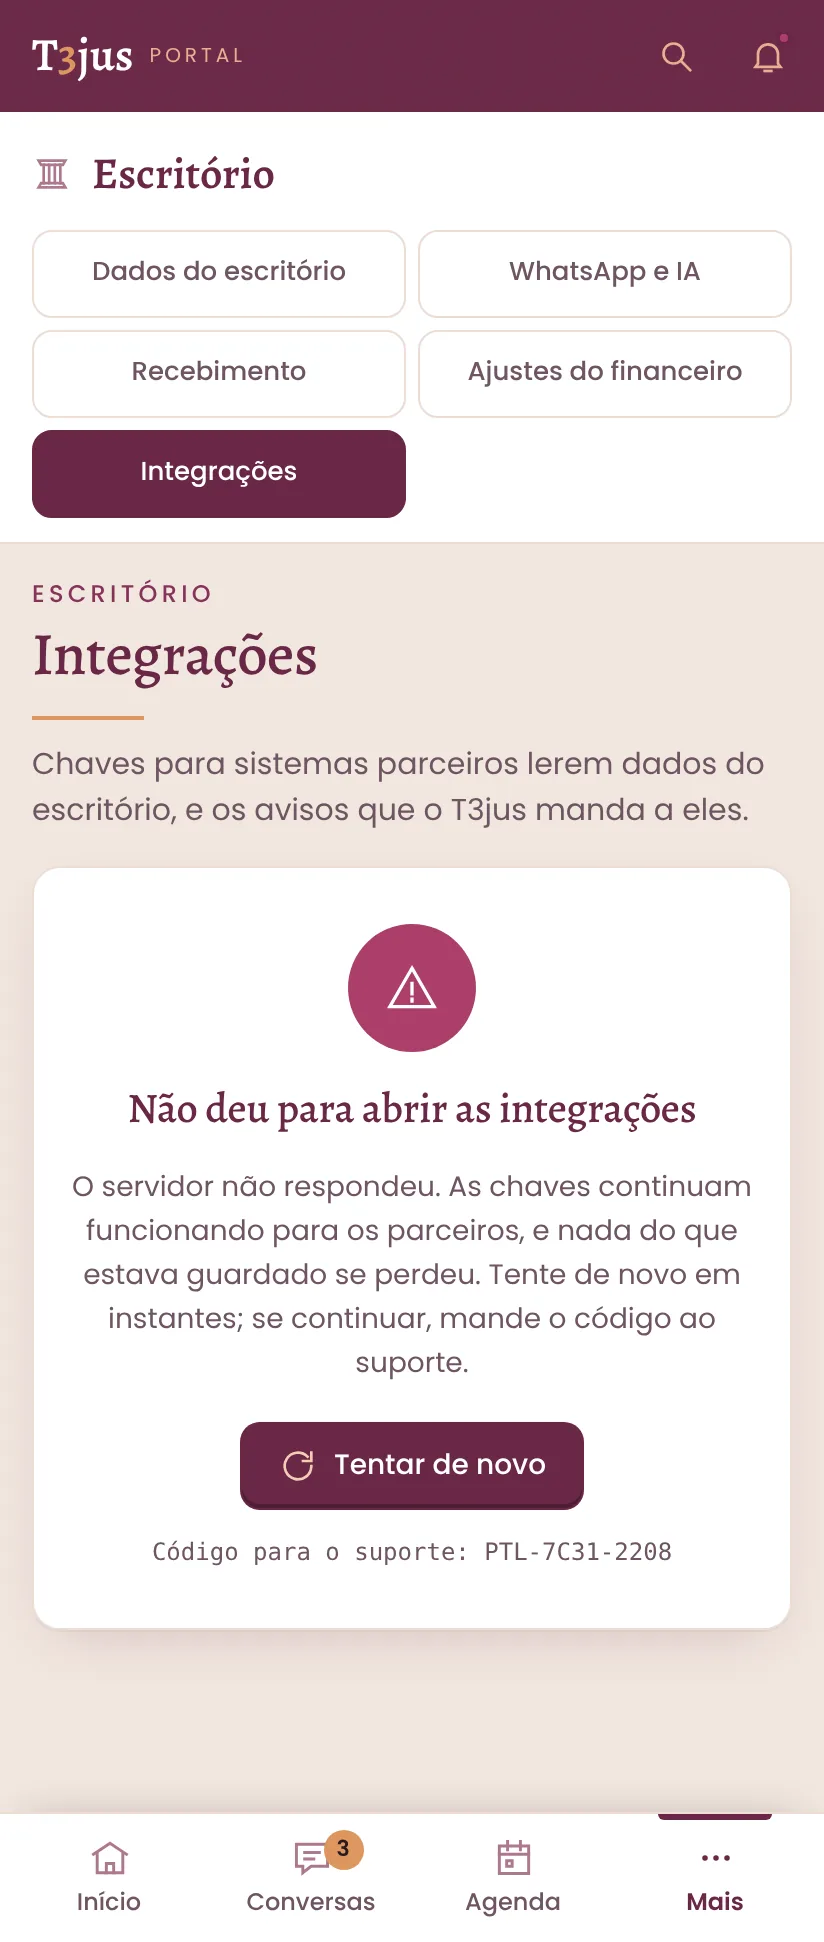 T3jus PORTAL
Escritório
Dados do escritório
WhatsApp e IA
Recebimento
Ajustes do financeiro
Integrações
ESCRITÓRIO
Integrações
Chaves para sistemas parceiros lerem dados do
escritório, e os avisos que o T3jus manda a eles.
Não deu para abrir as integrações
O servidor não respondeu. As chaves continuam
funcionando para os parceiros, e nada do que
estava guardado se perdeu. Tente de novo em
instantes; se continuar, mande o código ao
suporte.
Tentar de novo
Código para o suporte: PTL-7C31-2208
3
Início
Conversas
Agenda
Mais